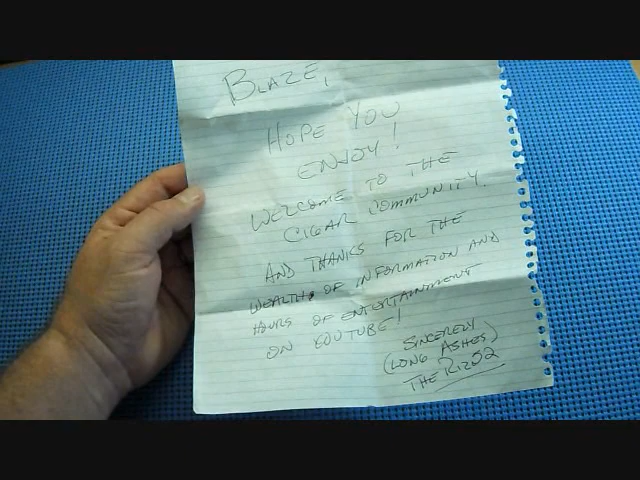 BLAZE,
HOPE YOU
ENJOY!
WELCOME TO THE
CIGAR COMMUNITY.
AND THANKS FOR THE
WEALTH OF INFORMATION AND
HOURS OF ENTERTAINMENT
ON YOUTUBE!
SINCERELY
(LONG ASHES)
THE RIZ52